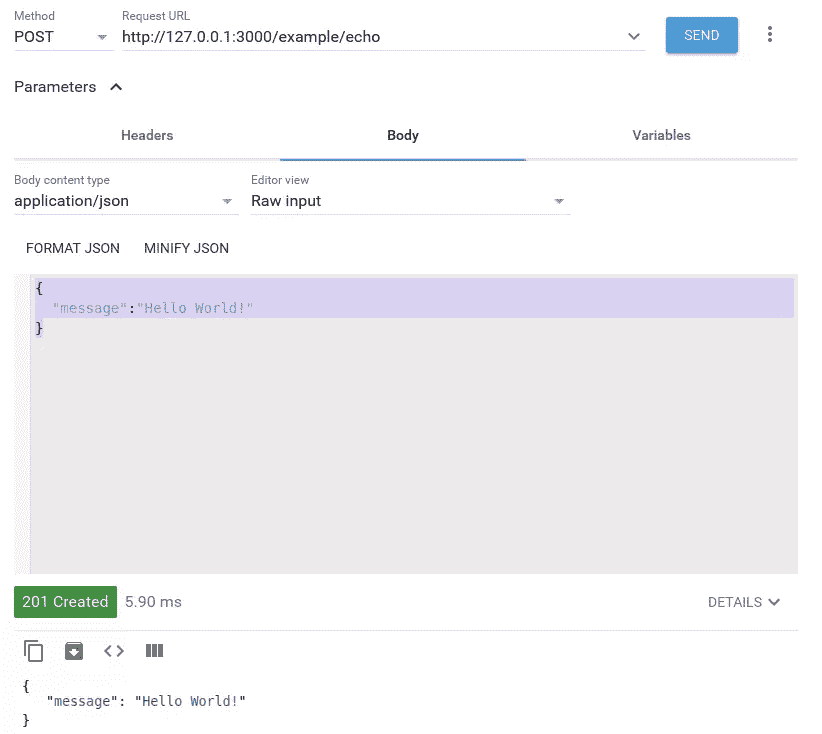 Method
Request URL
POST
http://127.0.0.1:3000/example/echo
SEND
Parameters
Headers
Body
Variables
Body content type
Editor view
application/json
Raw input
FORMAT JSON
MINIFY JSON
{
"message":"Hello World!"
}
201 Created
5.90 ms
DETAILS
{
"message": "Hello World!"
}